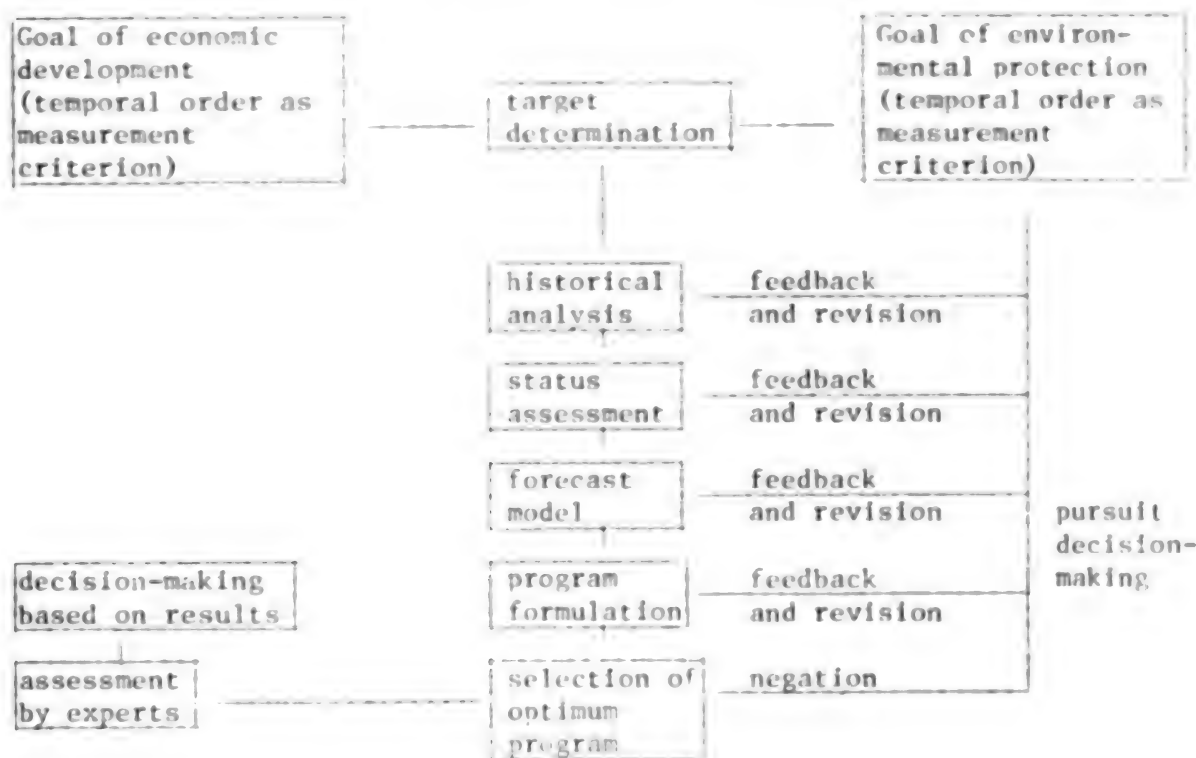 Goal of economic
development
(temporal order as
measurement
criterion)
target
determination
Goal of environ-
mental protection
(temporal order as
measurement
criterion)
historical
analysis
feedback
and revision
status
assessment
feedback
and revision
forecast
model
feedback
and revision
pursuit
decision-
making
decision-making
based on results
program
formulation
feedback
and revision
assessment
by experts
selection of
optimum
program
negation